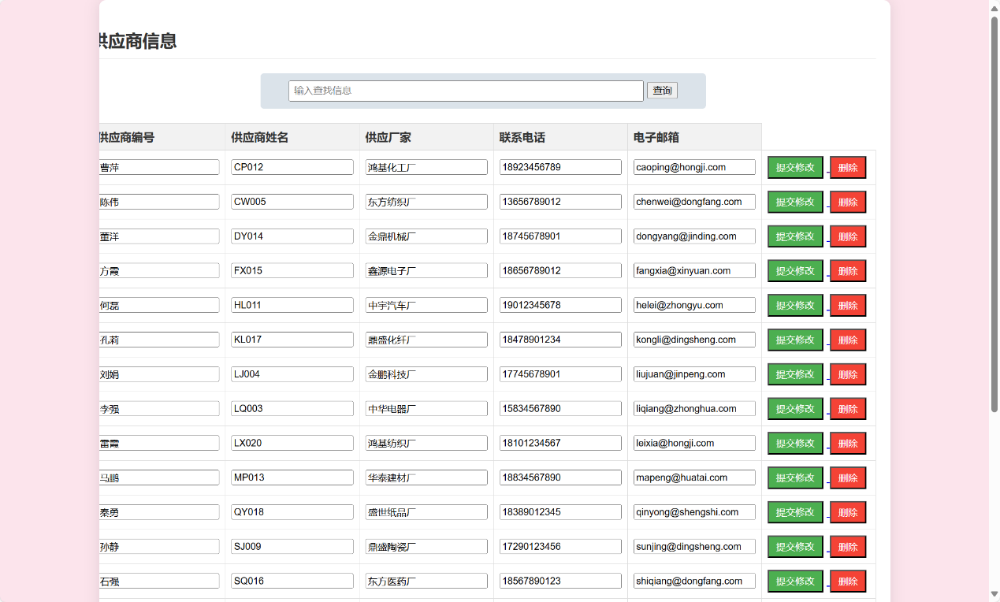 供应商信息
输入查找信息 查询
供应商编号 供应商姓名 供应厂家 联系电话 电子邮箱
曹萍 CP012 鸿基化工厂 18923456789 caoping@hongji.com 提交修改 删除
陈伟 CW005 东方纺织厂 13656789012 chenwei@dongfang.com 提交修改 删除
董洋 DY014 金鼎机械厂 18745678901 dongyang@jinding.com 提交修改 删除
方霞 FX015 鑫源电子厂 18656789012 fangxia@xinyuan.com 提交修改 删除
何磊 HL011 中宇汽车厂 19012345678 helei@zhongyu.com 提交修改 删除
孔莉 KL017 鼎盛化纤厂 18478901234 kongli@dingsheng.com 提交修改 删除
刘娟 LJ004 金鹏科技厂 17745678901 liujuan@jinpeng.com 提交修改 删除
李强 LQ003 中华电器厂 15834567890 liqiang@zhonghua.com 提交修改 删除
雷霞 LX020 鸿基纺织厂 18101234567 leixia@hongji.com 提交修改 删除
马鹏 MP013 华泰建材厂 18834567890 mapeng@huatai.com 提交修改 删除
秦勇 QY018 盛世纸品厂 18389012345 qinyong@shengshi.com 提交修改 删除
孙静 SJ009 鼎盛陶瓷厂 17290123456 sunjing@dingsheng.com 提交修改 删除
石强 SQ016 东方医药厂 18567890123 shiqiang@dongfang.com 提交修改 删除